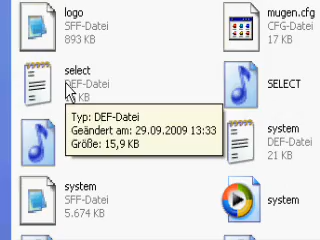 logo
SFF-Datei
893 KB
mugen.cfg
CFG-Datei
17 KB
select
DEF-Datei
KB
SELECT
Typ: DEF-Datei
Geändert am: 29.09.2009 13:33
Größe: 15,9 KB
system
DEF-Datei
21 KB
system
SFF-Datei
5.674 KB
system